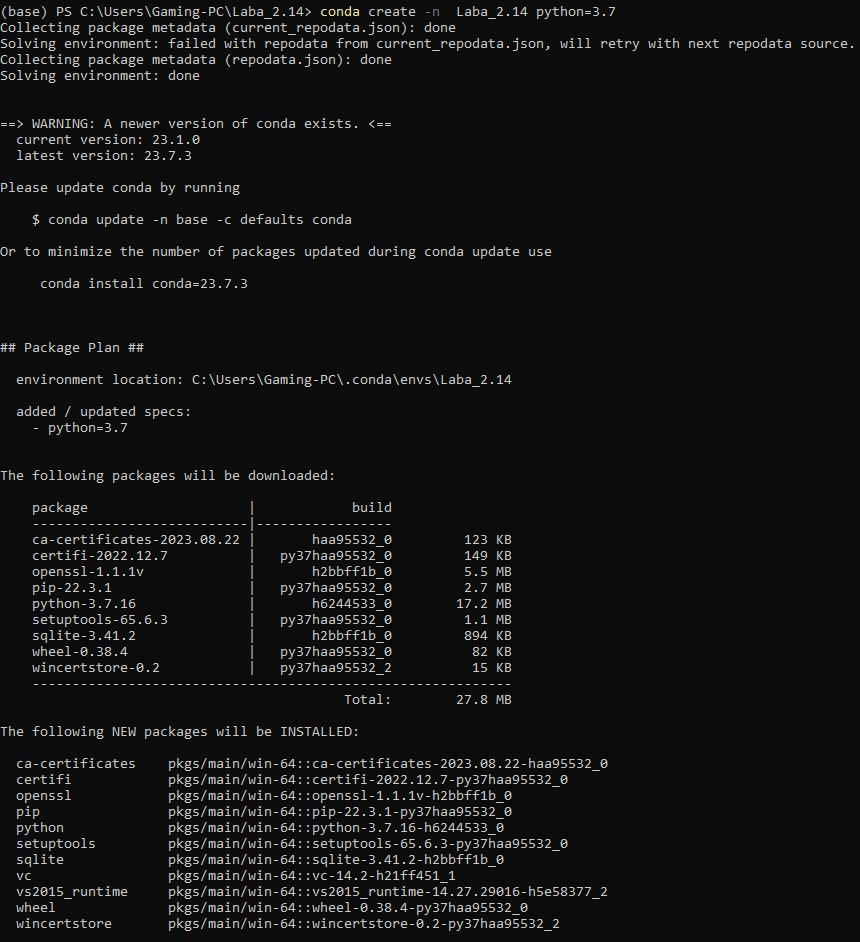 (base) PS C:\Users\Gaming-PC\Laba_2.14> conda create -n  Laba_2.14 python=3.7
Collecting package metadata (current_repodata.json): done
Solving environment: failed with repodata from current_repodata.json, will retry with next repodata source.
Collecting package metadata (repodata.json): done
Solving environment: done
==> WARNING: A newer version of conda exists. <==
  current version: 23.1.0
  latest version: 23.7.3
Please update conda by running
    $ conda update -n base -c defaults conda
Or to minimize the number of packages updated during conda update use
     conda install conda=23.7.3
## Package Plan ##
  environment location: C:\Users\Gaming-PC\.conda\envs\Laba_2.14
  added / updated specs:
    - python=3.7
The following packages will be downloaded:
    package                    |            build
    ---------------------------|-----------------
    ca-certificates-2023.08.22 |       haa95532_0         123 KB
    certifi-2022.12.7          |   py37haa95532_0         149 KB
    openssl-1.1.1v             |       h2bbff1b_0         5.5 MB
    pip-22.3.1                 |   py37haa95532_0         2.7 MB
    python-3.7.16              |       h6244533_0        17.2 MB
    setuptools-65.6.3          |   py37haa95532_0         1.1 MB
    sqlite-3.41.2              |       h2bbff1b_0         894 KB
    wheel-0.38.4               |   py37haa95532_0          82 KB
    wincertstore-0.2           |   py37haa95532_2          15 KB
    ------------------------------------------------------------
                                           Total:        27.8 MB
The following NEW packages will be INSTALLED:
  ca-certificates    pkgs/main/win-64::ca-certificates-2023.08.22-haa95532_0
  certifi            pkgs/main/win-64::certifi-2022.12.7-py37haa95532_0
  openssl            pkgs/main/win-64::openssl-1.1.1v-h2bbff1b_0
  pip                pkgs/main/win-64::pip-22.3.1-py37haa95532_0
  python             pkgs/main/win-64::python-3.7.16-h6244533_0
  setuptools         pkgs/main/win-64::setuptools-65.6.3-py37haa95532_0
  sqlite             pkgs/main/win-64::sqlite-3.41.2-h2bbff1b_0
  vc                 pkgs/main/win-64::vc-14.2-h21ff451_1
  vs2015_runtime     pkgs/main/win-64::vs2015_runtime-14.27.29016-h5e58377_2
  wheel              pkgs/main/win-64::wheel-0.38.4-py37haa95532_0
  wincertstore       pkgs/main/win-64::wincertstore-0.2-py37haa95532_2